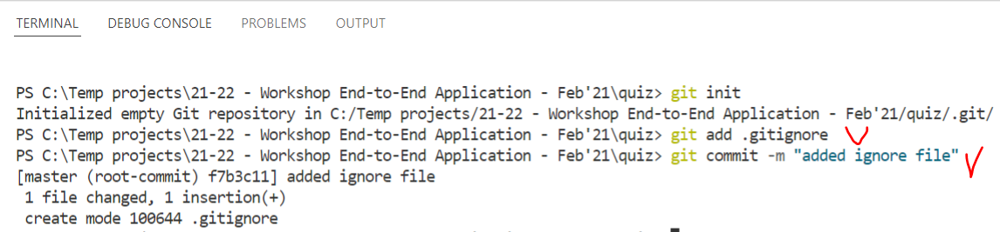 TERMINAL DEBUG CONSOLE PROBLEMS OUTPUT
PS C:\Temp projects\21-22 - Workshop End-to-End Application - Feb'21\quiz> git init
Initialized empty Git repository in C:/Temp projects/21-22 - Workshop End-to-End Application - Feb'21/quiz/.git/
PS C:\Temp projects\21-22 - Workshop End-to-End Application - Feb'21\quiz> git add .gitignore
PS C:\Temp projects\21-22 - Workshop End-to-End Application - Feb'21\quiz> git commit -m "added ignore file"
[master (root-commit) f7b3c11] added ignore file
 1 file changed, 1 insertion(+)
 create mode 100644 .gitignore